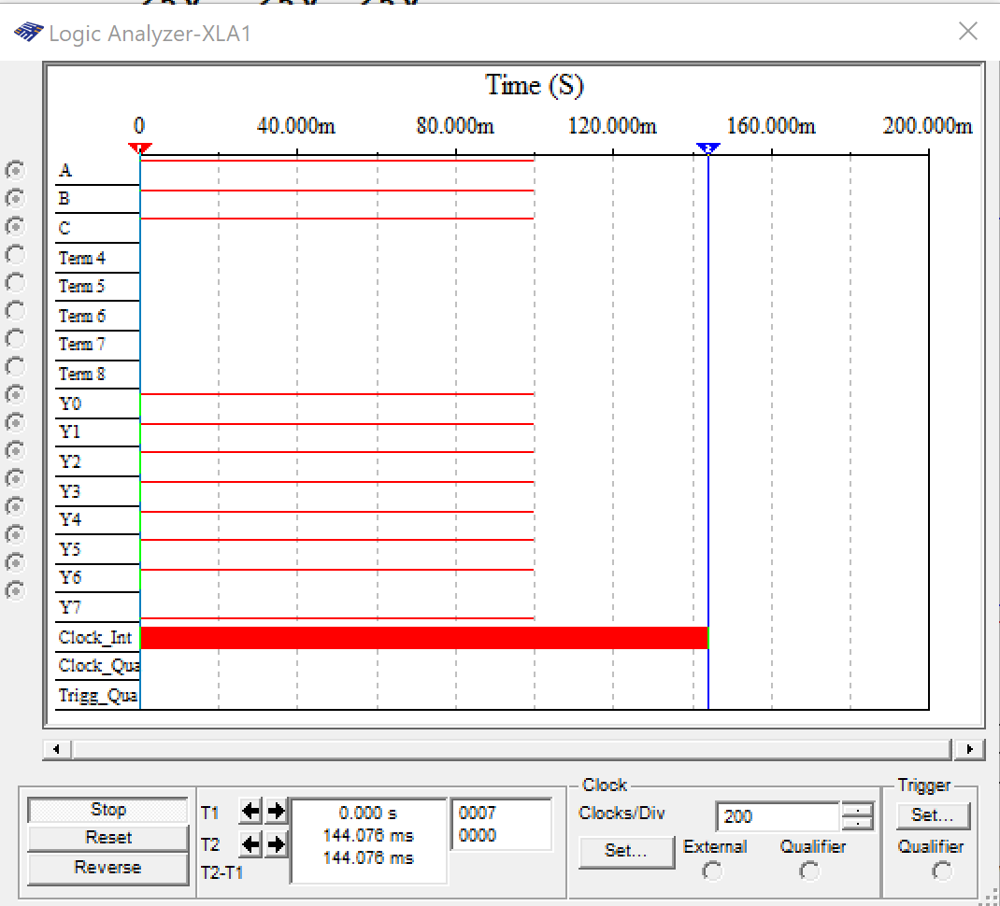 Logic Analyzer-XLA1
Time (S)
0 40.000m 80.000m 120.000m 160.000m 200.000m
A
B
C
Term 4
Term 5
Term 6
Term 7
Term 8
Y0
Y1
Y2
Y3
Y4
Y5
Y6
Y7
Clock_Int
Clock_Qua
Trigg_Qua
Stop
Reset
Reverse
T1 0.000 s 0007
T2 144.076 ms 0000
T2-T1 144.076 ms
Clock
Clocks/Div 200
Set... External Qualifier
Trigger
Set...
Qualifier